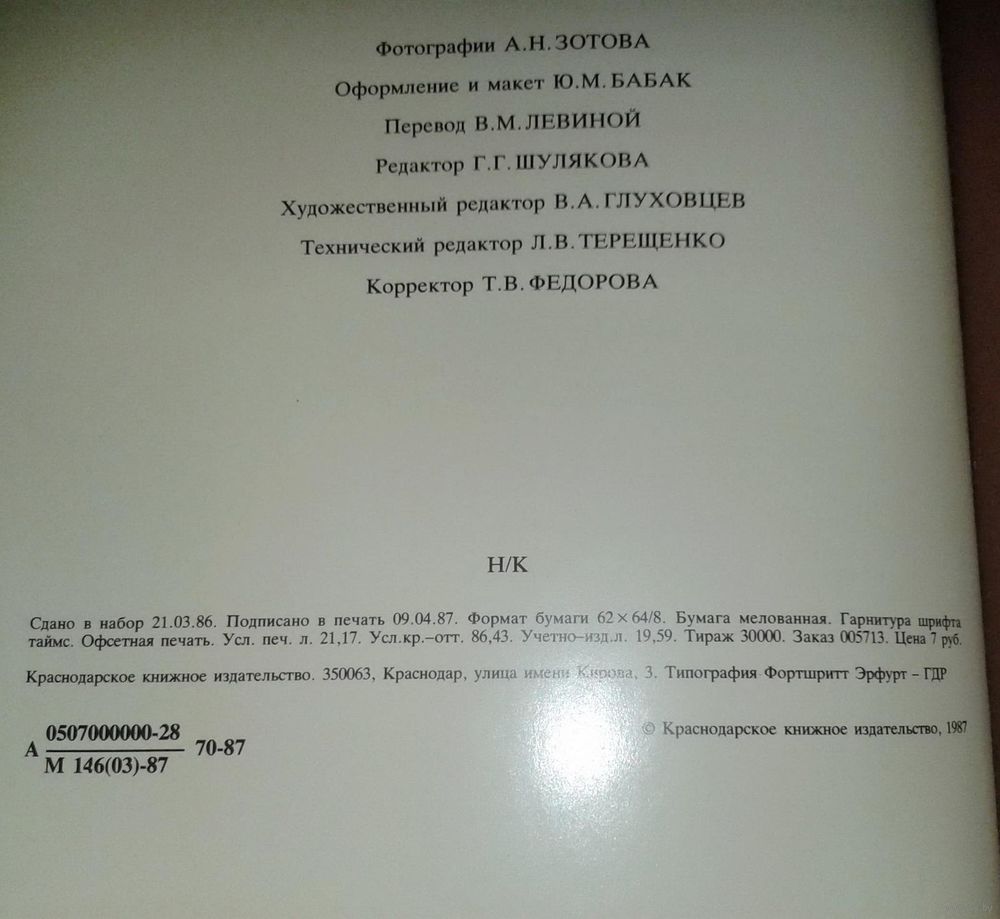 Фотографии А.Н.ЗОТОВА
Оформление и макет Ю.М.БАБАК
Перевод В.М.ЛЕВИНОЙ
Редактор Г.Г.ШУЛЯКОВА
Художественный редактор В.А.ГЛУХОВЦЕВ
Технический редактор Л.В.ТЕРЕЩЕНКО
Корректор Т.В.ФЕДОРОВА
Н/К
Сдано в набор 21.03.86. Подписано в печать 09.04.87. Формат бумаги 62×64/8. Бумага мелованная. Гарнитура шрифта
таймс. Офсетная печать. Усл. печ. л. 21,17. Усл.кр.–отт. 86,43. Учетно–изд.л. 19,59. Тираж 30000. Заказ 005713. Цена 7 руб.
Краснодарское книжное издательство. 350063, Краснодар, улица имени Кирова, 3. Типография Фортшритт Эрфурт – ГДР
0507000000-28
А 70-87
М 146(03)-87
© Краснодарское книжное издательство, 1987